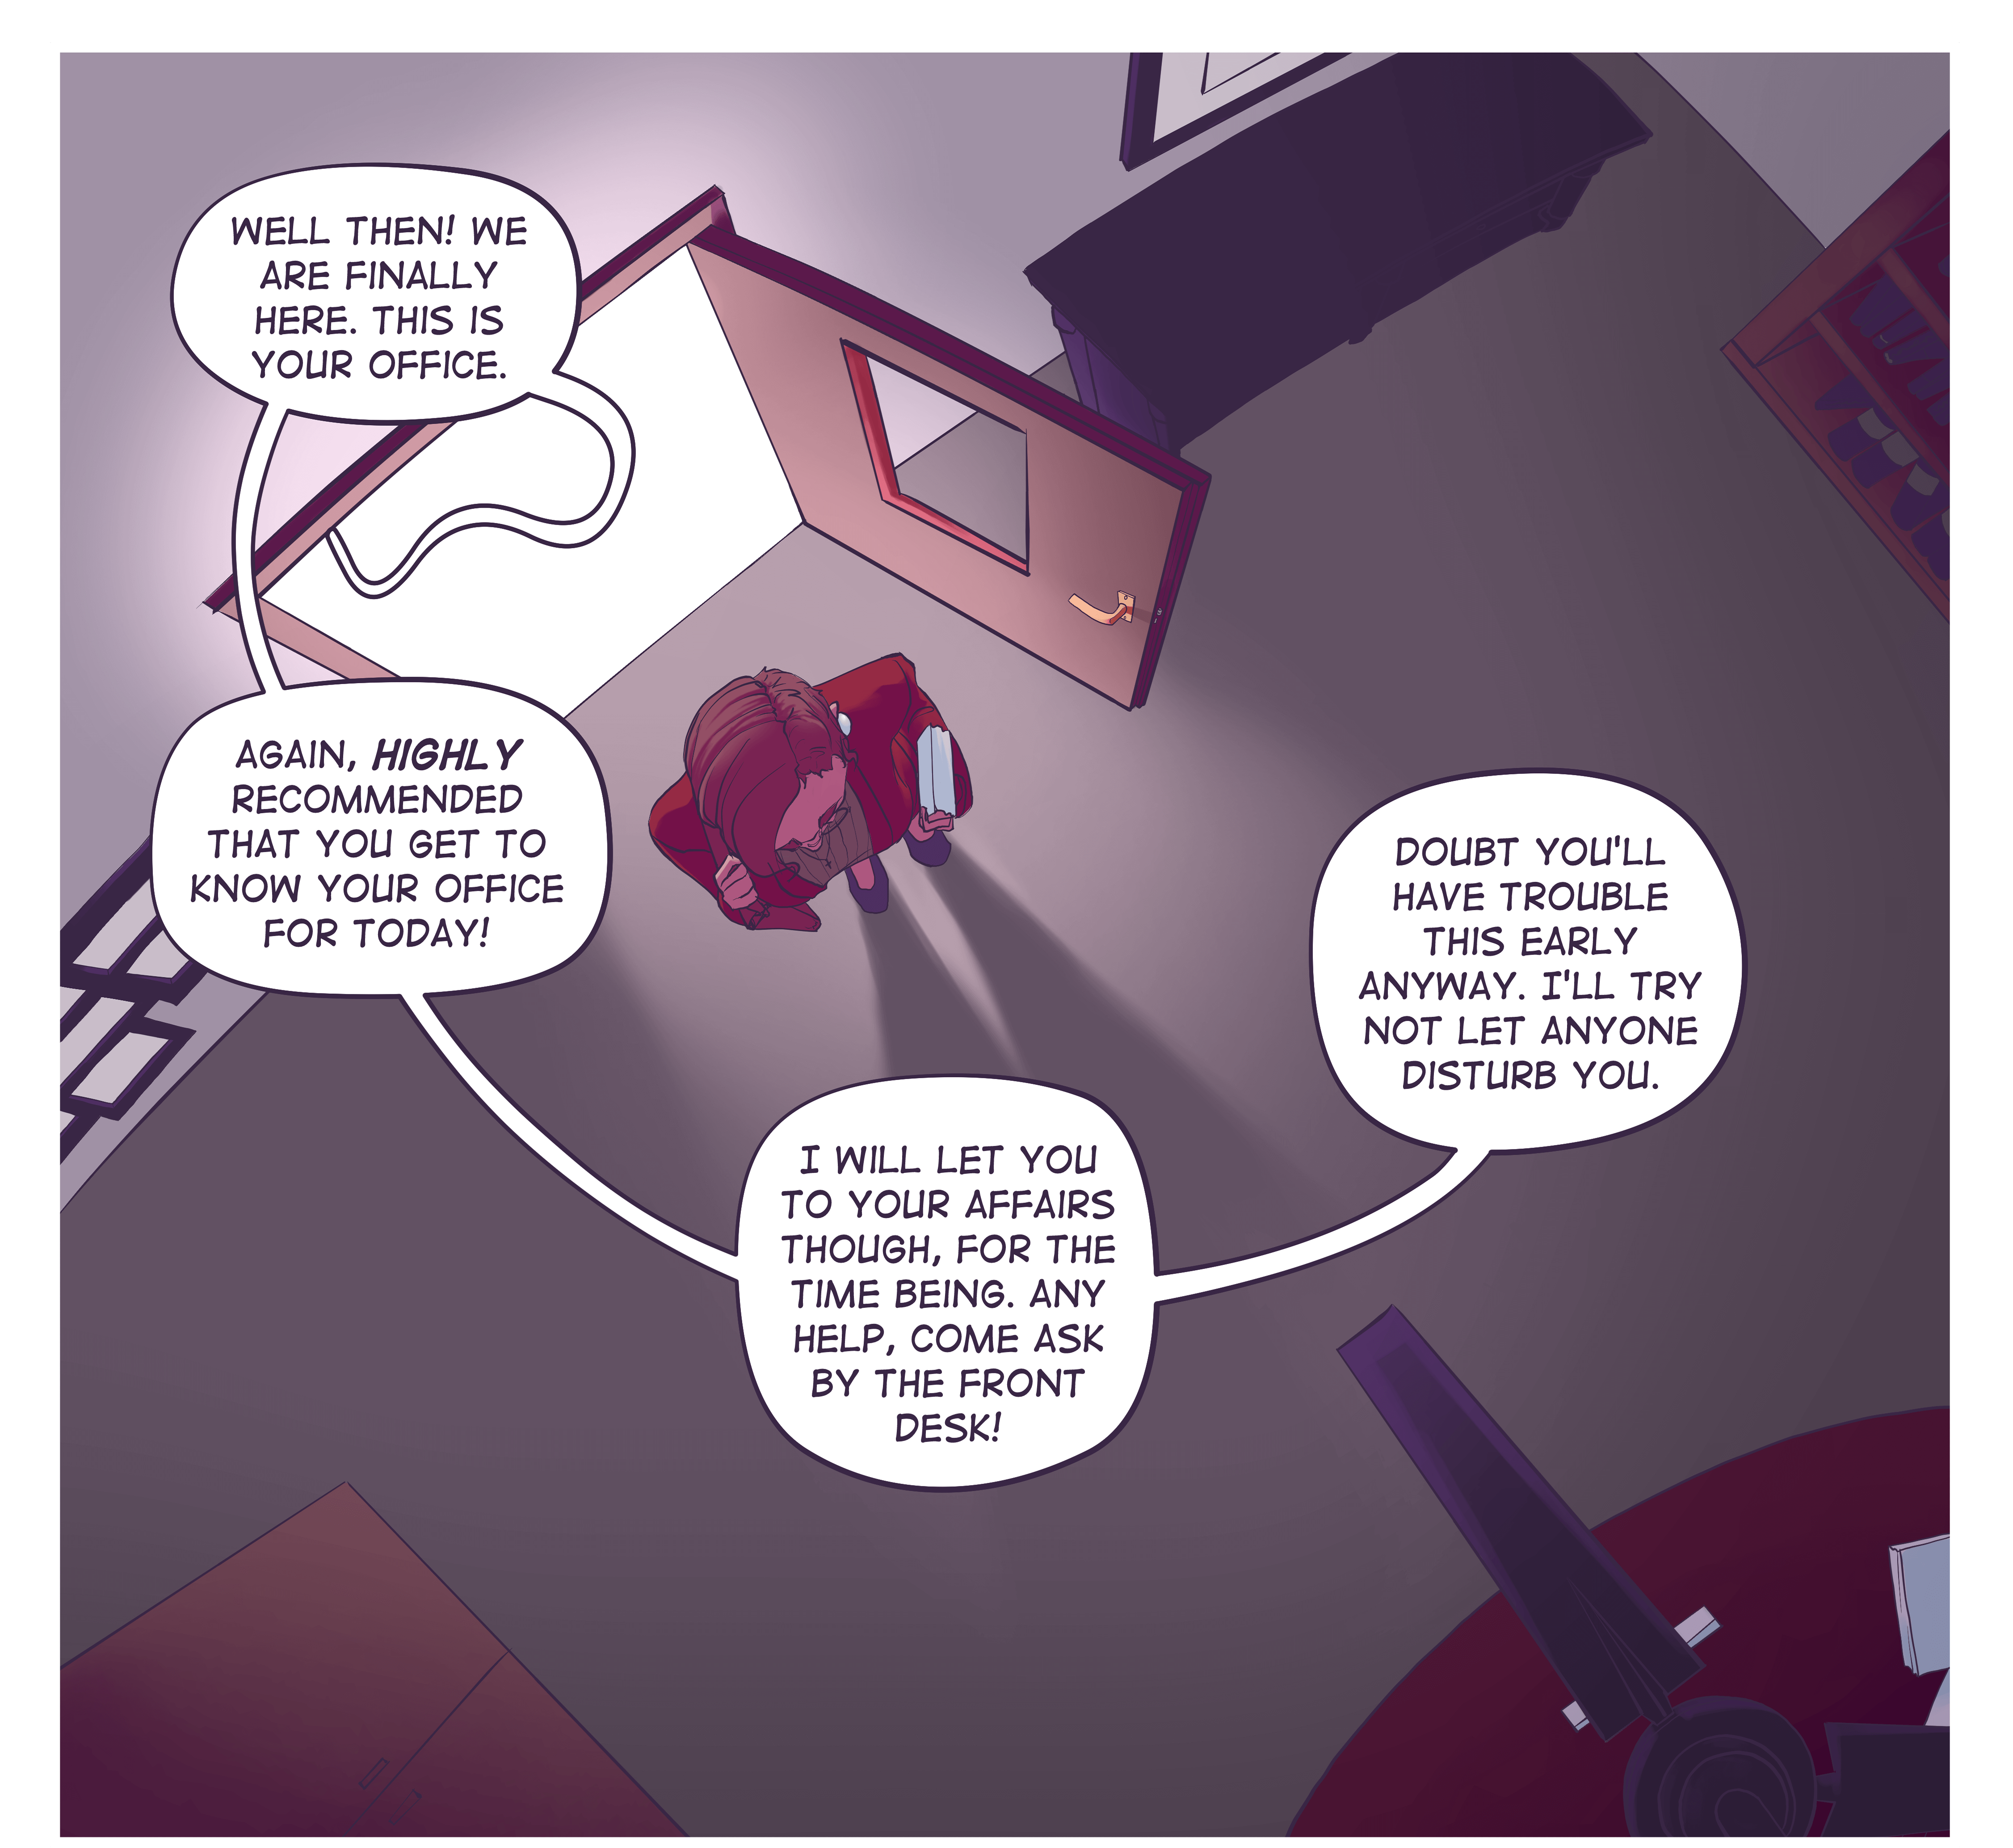 WELL THEN! WE
ARE FINALLY
HERE. THIS IS
YOUR OFFICE.
AGAIN, HIGHLY
RECOMMENDED
THAT YOU GET TO
KNOW YOUR OFFICE
FOR TODAY!
I WILL LET YOU
TO YOUR AFFAIRS
THOUGH, FOR THE
TIME BEING. ANY
HELP, COME ASK
BY THE FRONT
DESK!
DOUBT YOU'LL
HAVE TROUBLE
THIS EARLY
ANYWAY. I'LL TRY
NOT LET ANYONE
DISTURB YOU.